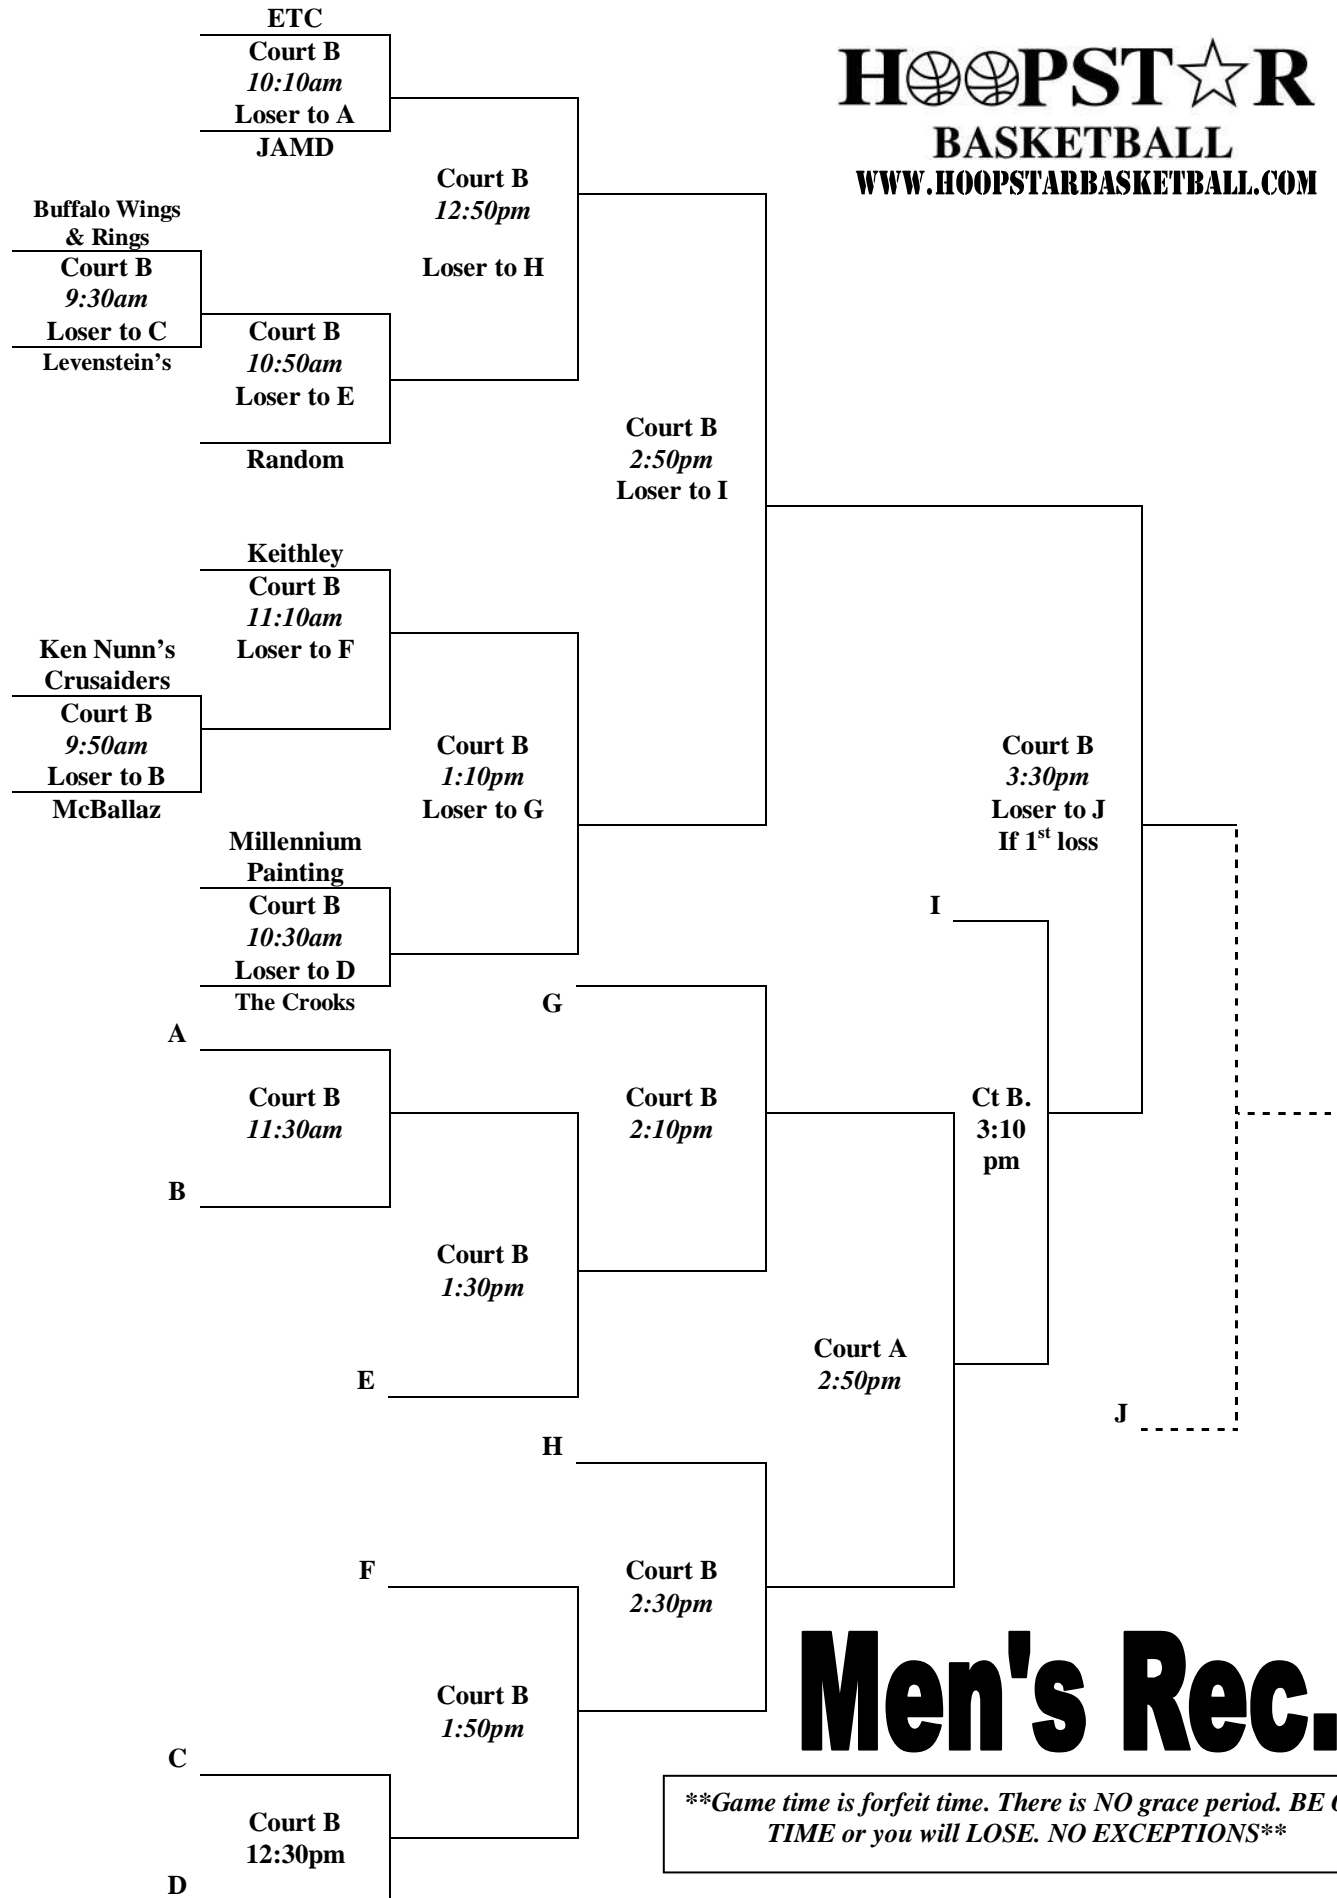 ETC
Court B
10:10am
Loser to A
JAMD
HOOPSTAR
BASKETBALL
WWW.HOOPSTARBASKETBALL.COM
Court B
12:50pm
Loser to H
Buffalo Wings
& Rings
Court B
9:30am
Loser to C
Levenstein's
Court B
10:50am
Loser to E
Random
Court B
2:50pm
Loser to I
Keithley
Court B
11:10am
Loser to F
Ken Nunn's
Crusaiders
Court B
9:50am
Loser to B
McBallaz
Court B
1:10pm
Loser to G
Court B
3:30pm
Loser to J
If 1st loss
Millennium
Painting
Court B
10:30am
Loser to D
The Crooks
I
G
A
Court B
11:30am
B
Court B
2:10pm
Ct B.
3:10
pm
Court B
1:30pm
E
Court A
2:50pm
J
H
F
Court B
2:30pm
Court B
1:50pm
Men's Rec.
C
Court B
12:30pm
D
**Game time is forfeit time. There is NO grace period. BE
TIME or you will LOSE. NO EXCEPTIONS**